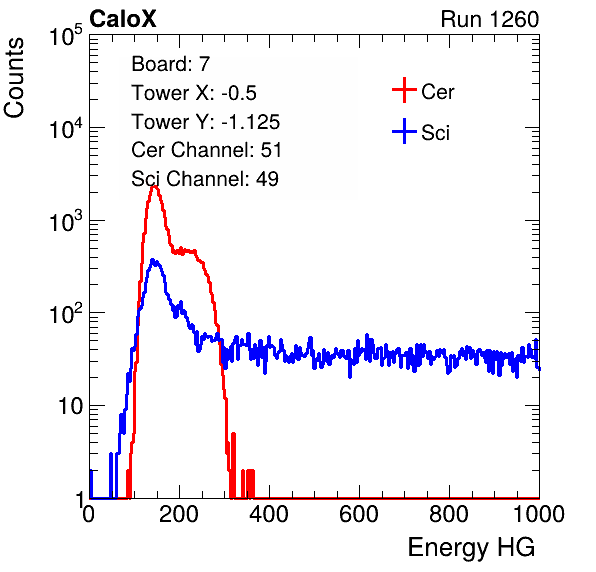 CaloX Run 1260
Counts
10^5
10^4
10^3
10^2
10
1
Board: 7
Tower X: -0.5
Tower Y: -1.125
Cer Channel: 51
Sci Channel: 49
Cer
Sci
0 200 400 600 800 1000
Energy HG